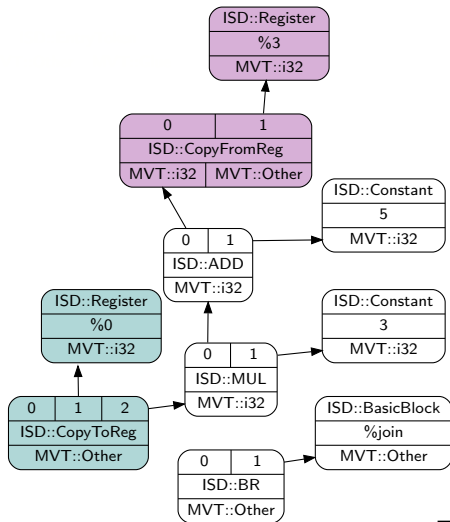 ISD::Register
%3
MVT::i32
0 1
ISD::CopyFromReg
MVT::i32 MVT::Other
ISD::Constant
5
MVT::i32
0 1
ISD::ADD
MVT::i32
ISD::Register
%0
MVT::i32
ISD::Constant
3
MVT::i32
0 1
ISD::MUL
MVT::i32
0 1 2
ISD::CopyToReg
MVT::Other
ISD::BasicBlock
%join
MVT::Other
0 1
ISD::BR
MVT::Other